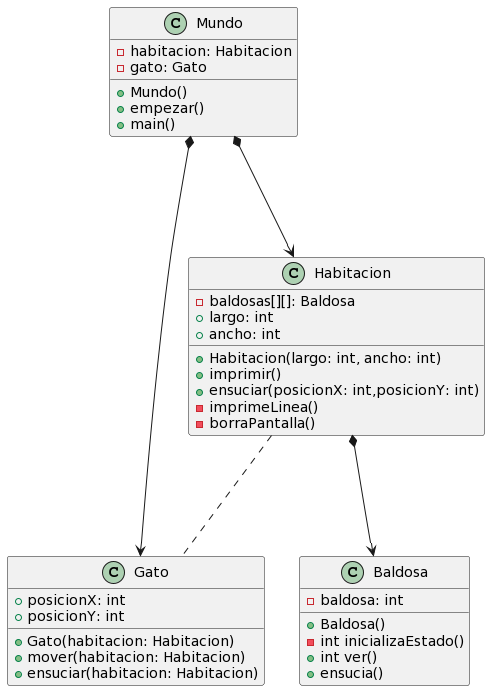 C Mundo
habitacion: Habitacion
gato: Gato
Mundo()
empezar()
main()
C Habitacion
baldosas[][]: Baldosa
largo: int
ancho: int
Habitacion(largo: int, ancho: int)
imprimir()
ensuciar(posicionX: int,posicionY: int)
imprimeLinea()
borraPantalla()
C Gato
posicionX: int
posicionY: int
Gato(habitacion: Habitacion)
mover(habitacion: Habitacion)
ensuciar(habitacion: Habitacion)
C Baldosa
baldosa: int
Baldosa()
int inicializaEstado()
int ver()
ensucia()